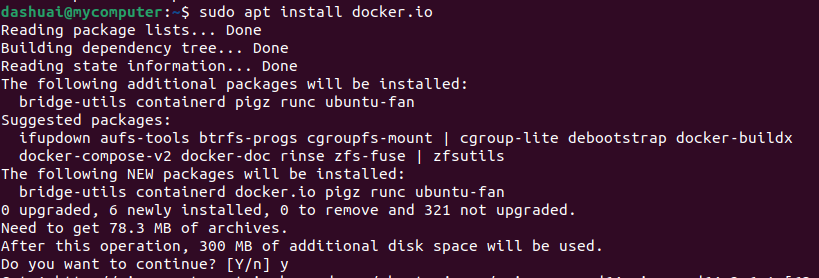 dashuai@mycomputer:~$ sudo apt install docker.io
Reading package lists... Done
Building dependency tree... Done
Reading state information... Done
The following additional packages will be installed:
  bridge-utils containerd pigz runc ubuntu-fan
Suggested packages:
  ifupdown aufs-tools btrfs-progs cgroupfs-mount | cgroup-lite debootstrap docker-buildx
  docker-compose-v2 docker-doc rinse zfs-fuse | zfsutils
The following NEW packages will be installed:
  bridge-utils containerd docker.io pigz runc ubuntu-fan
0 upgraded, 6 newly installed, 0 to remove and 321 not upgraded.
Need to get 78.3 MB of archives.
After this operation, 300 MB of additional disk space will be used.
Do you want to continue? [Y/n] y